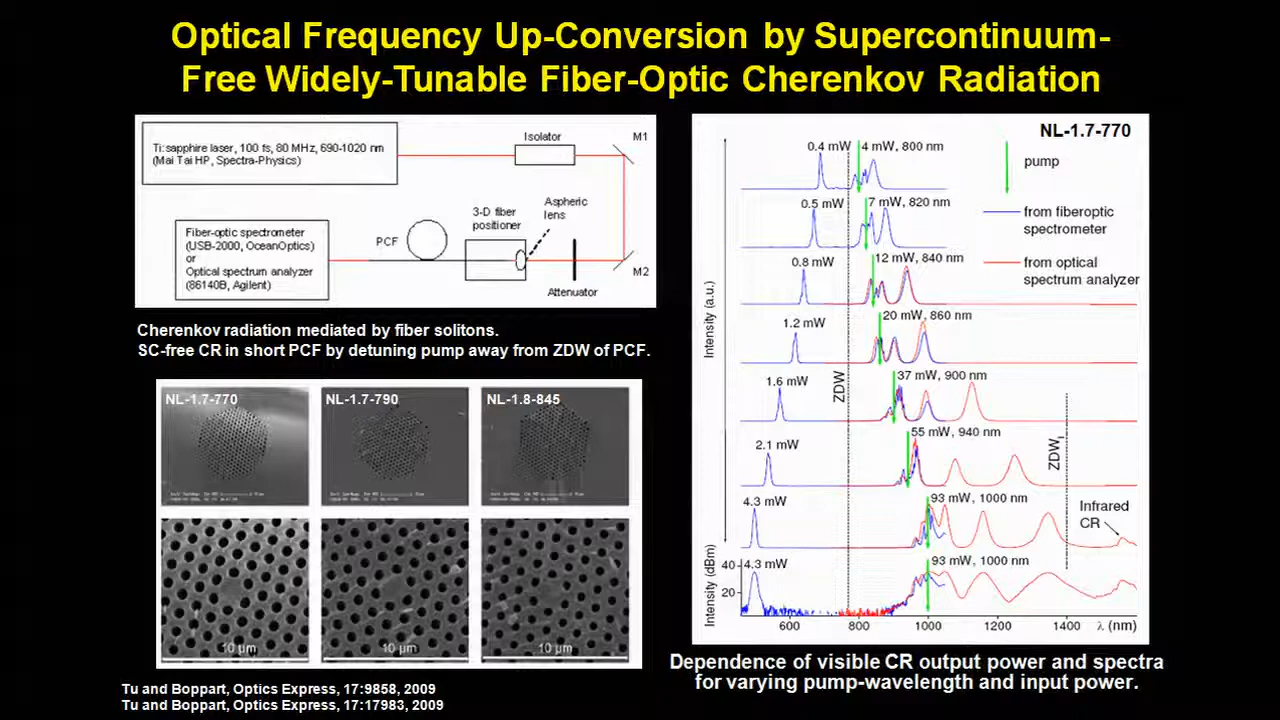 Optical Frequency Up-Conversion by Supercontinuum-
Free Widely-Tunable Fiber-Optic Cherenkov Radiation
Ti:sapphire laser, 100 fs, 80 MHz, 690-1020 nm
(Mai Tai HP, Spectra-Physics)
Isolator
M1
Aspheric
lens
3-D fiber
positioner
PCF
Fiber-optic spectrometer
(USB-2000, OceanOptics)
or
Optical spectrum analyzer
(86140B, Agilent)
M2
Attenuator
Cherenkov radiation mediated by fiber solitons.
SC-free CR in short PCF by detuning pump away from ZDW of PCF.
NL-1.7-770
NL-1.7-790
NL-1.8-845
10 µm
10 µm
10 µm
Tu and Boppart, Optics Express, 17:9858, 2009
Tu and Boppart, Optics Express, 17:17983, 2009
NL-1.7-770
0.4 mW
4 mW, 800 nm
pump
0.5 mW
7 mW, 820 nm
from fiberoptic
spectrometer
0.8 mW
12 mW, 840 nm
from optical
spectrum analyzer
1.2 mW
20 mW, 860 nm
Intensity (a.u.)
1.6 mW
ZDW
37 mW, 900 nm
2.1 mW
55 mW, 940 nm
ZDW
4.3 mW
93 mW, 1000 nm
Infrared
CR
Intensity (dBm)
40
20
4.3 mW
93 mW, 1000 nm
600
800
1000
1200
1400
λ (nm)
Dependence of visible CR output power and spectra
for varying pump-wavelength and input power.